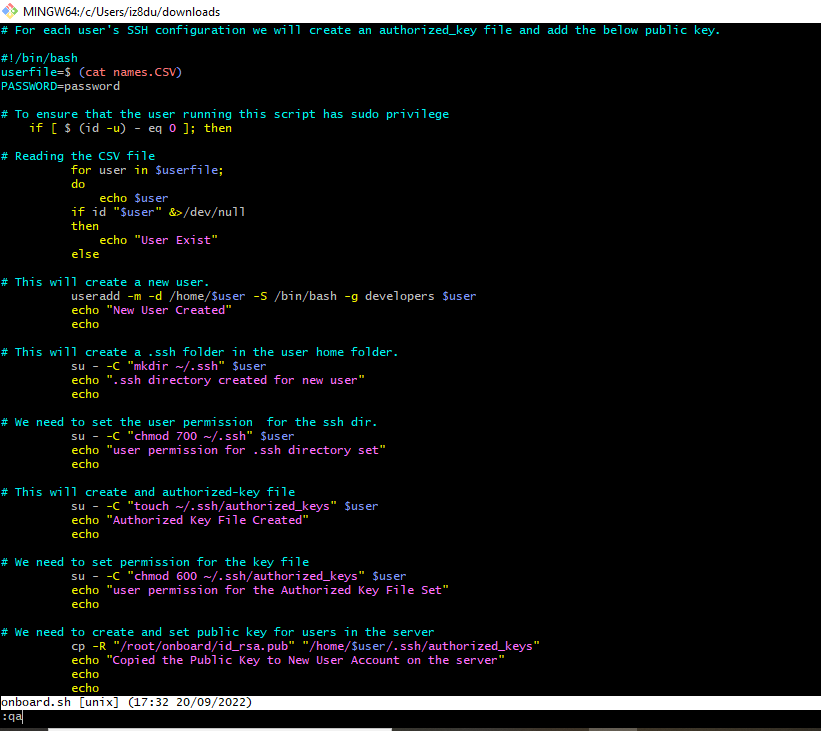 MINGW64:/c/Users/iz8du/downloads
# For each user's SSH configuration we will create an authorized_key file and add the below public key.
#!/bin/bash
userfile=$ (cat names.CSV)
PASSWORD=password
# To ensure that the user running this script has sudo privilege
if [ $ (id -u) - eq 0 ]; then
# Reading the CSV file
for user in $userfile;
do
echo $user
if id "$user" &>/dev/null
then
echo "User Exist"
else
# This will create a new user.
useradd -m -d /home/$user -S /bin/bash -g developers $user
echo "New User Created"
echo
# This will create a .ssh folder in the user home folder.
su - -C "mkdir ~/.ssh" $user
echo ".ssh directory created for new user"
echo
# We need to set the user permission  for the ssh dir.
su - -C "chmod 700 ~/.ssh" $user
echo "user permission for .ssh directory set"
echo
# This will create and authorized-key file
su - -C "touch ~/.ssh/authorized_keys" $user
echo "Authorized Key File Created"
echo
# We need to set permission for the key file
su - -C "chmod 600 ~/.ssh/authorized_keys" $user
echo "user permission for the Authorized Key File Set"
echo
# We need to create and set public key for users in the server
cp -R "/root/onboard/id_rsa.pub" "/home/$user/.ssh/authorized_keys"
echo "Copied the Public Key to New User Account on the server"
echo
echo
onboard.sh [unix] (17:32 20/09/2022)
:qa